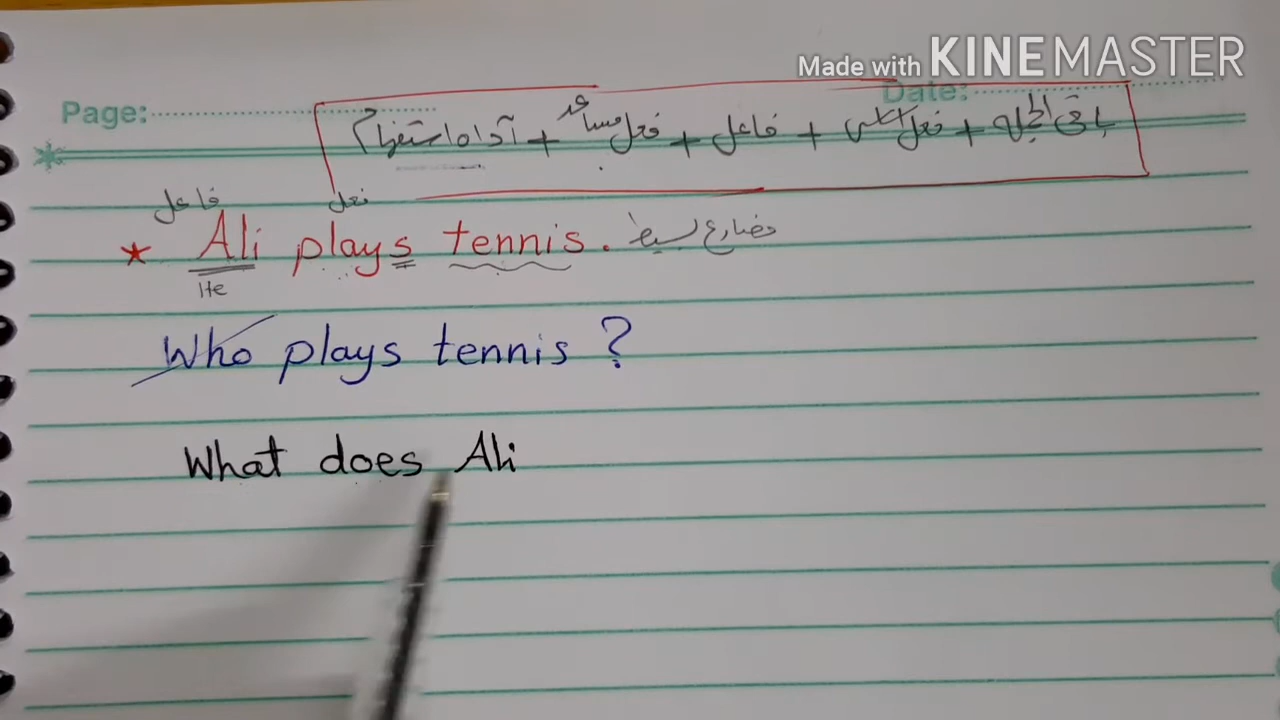 Made with KINEMASTER
Page: Date:
أداة استفهام + فعل مساعد + فاعل + فعل اساسي + باقي الجملة
فاعل فعل
* Ali plays tennis. مضارع بسيط
He
Who plays tennis ?
What does Ali